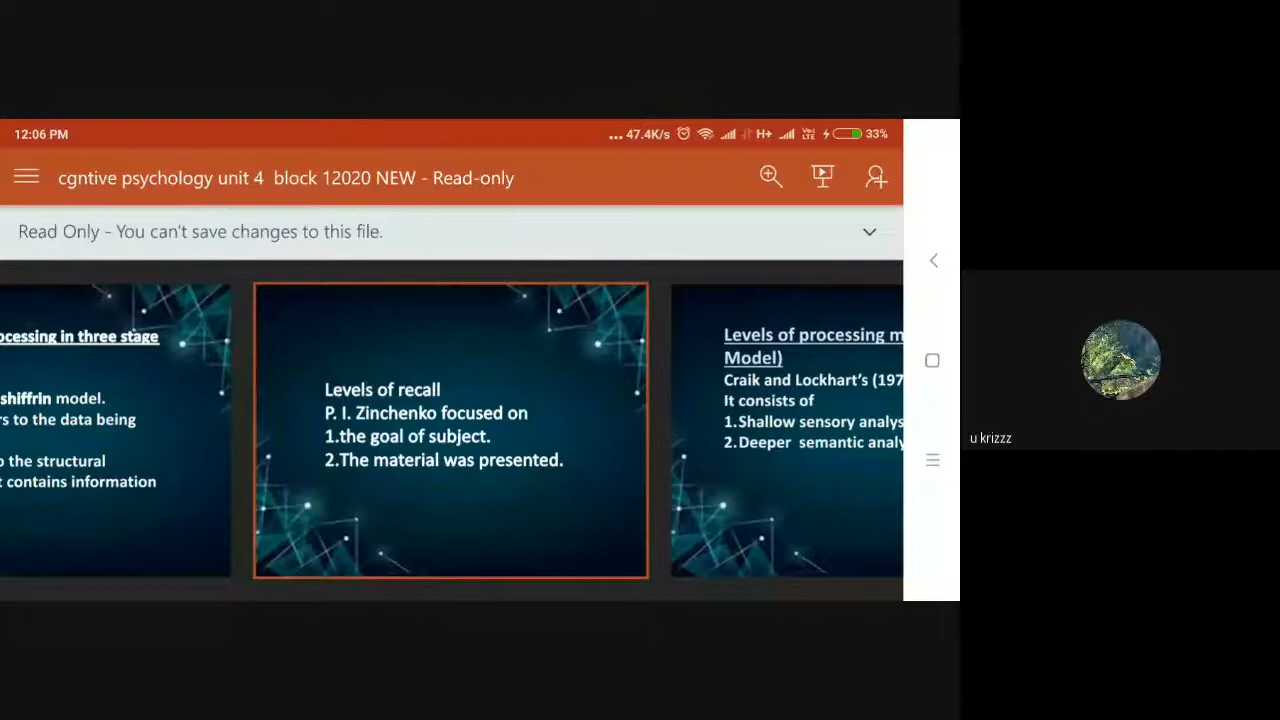 12:06 PM
... 47.4K/s H+ Vo) LTE 33%
cgntive psychology unit 4 block 12020 NEW - Read-only
Read Only - You can't save changes to this file.
ocessing in three stage
shiffrin model.
rs to the data being
o the structural
t contains information
Levels of recall
P. I. Zinchenko focused on
1.the goal of subject.
2.The material was presented.
Levels of processing m
Model)
Craik and Lockhart's (197
It consists of
1.Shallow sensory analys
2.Deeper semantic analy
u krizzz